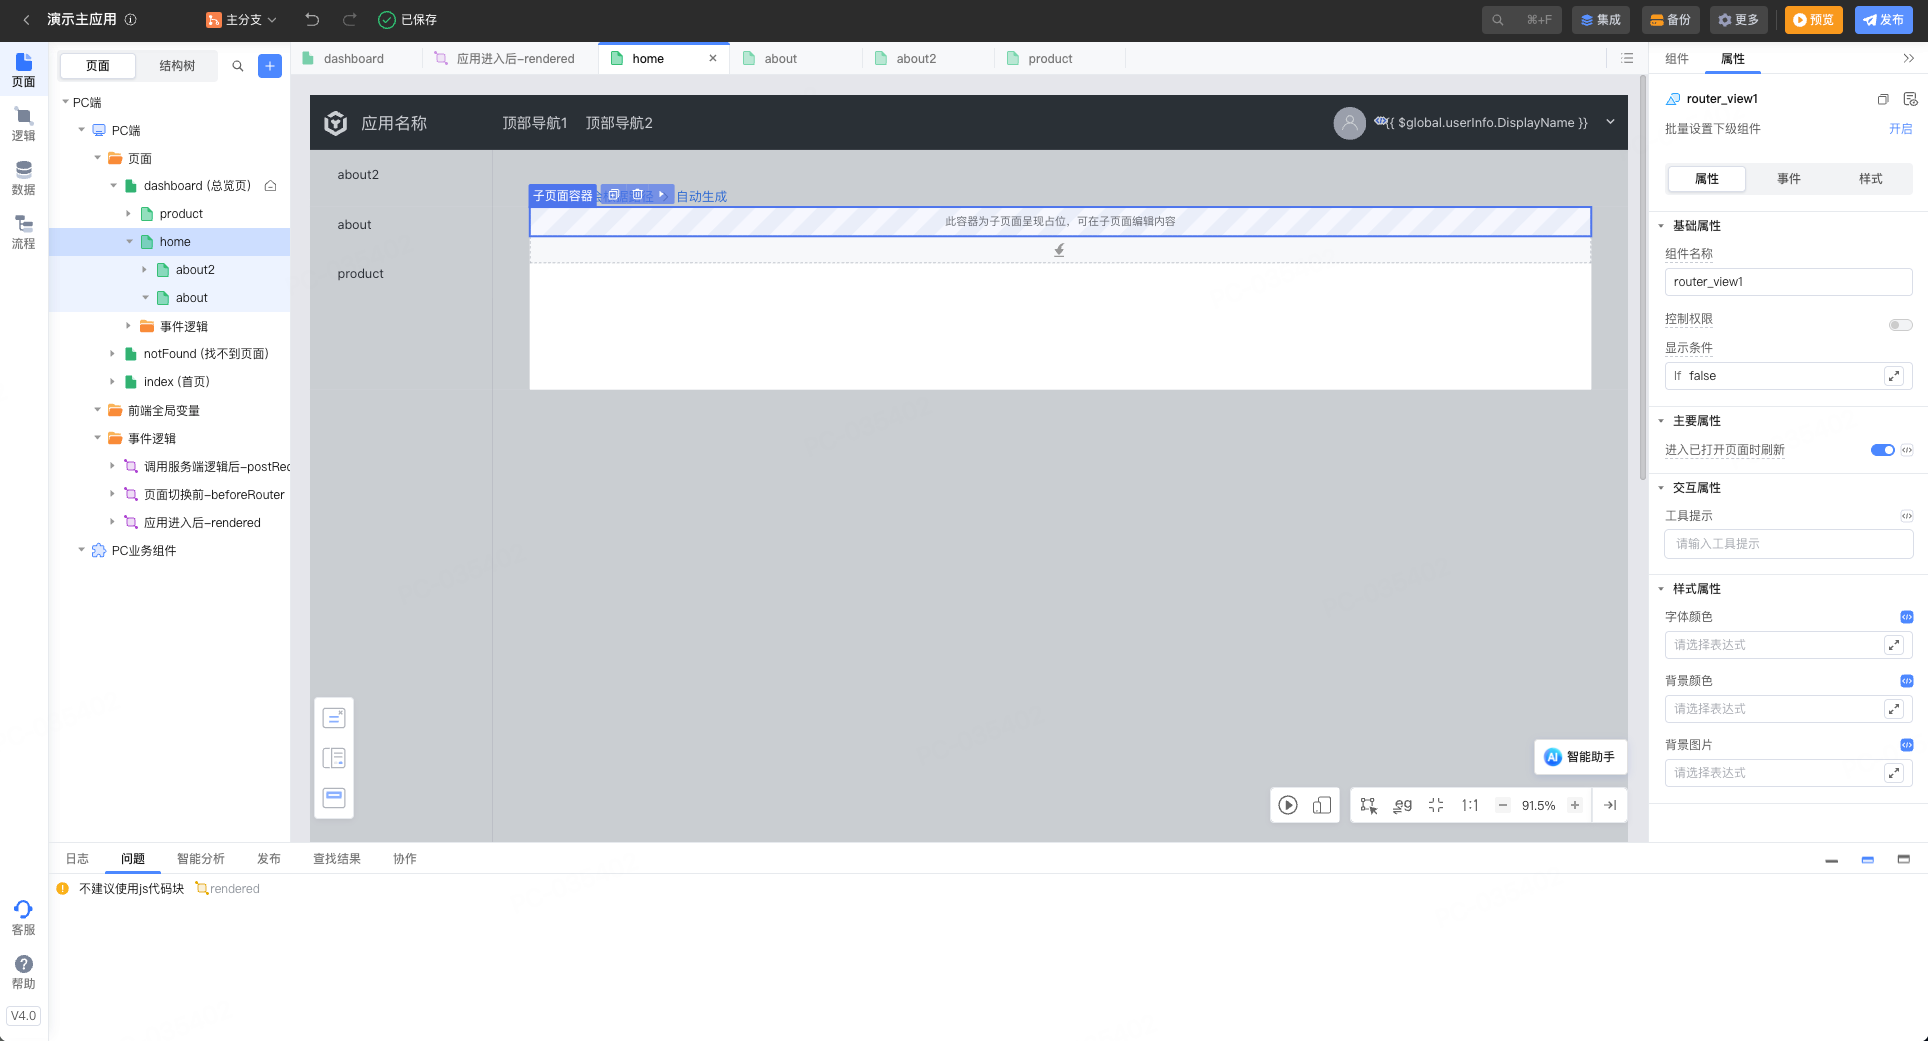 演示主应用
主分支
已保存
⌘+F
集成
备份
更多
预览
发布
页面
逻辑
数据
流程
客服
帮助
V4.0
页面
结构树
PC端
PC端
页面
dashboard (总览页)
product
home
about2
about
事件逻辑
notFound (找不到页面)
index (首页)
前端全局变量
事件逻辑
调用服务端逻辑后-postRec
页面切换前-beforeRouter
应用进入后-rendered
PC业务组件
dashboard
应用进入后-rendered
home
about
about2
product
应用名称
顶部导航1
顶部导航2
{{ $global.userInfo.DisplayName }}
about2
about
product
子页面容器
自动生成
此容器为子页面呈现占位，可在子页面编辑内容
AI 智能助手
1:1
91.5%
组件
属性
router_view1
批量设置下级组件
开启
属性
事件
样式
基础属性
组件名称
router_view1
控制权限
显示条件
If false
主要属性
进入已打开页面时刷新
交互属性
工具提示
请输入工具提示
样式属性
字体颜色
请选择表达式
背景颜色
请选择表达式
背景图片
请选择表达式
日志
问题
智能分析
发布
查找结果
协作
不建议使用js代码块
rendered